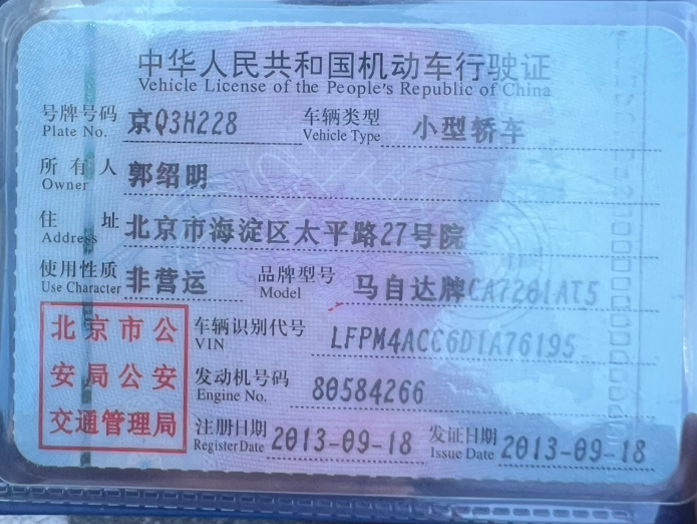 中华人民共和国机动车行驶证
Vehicle License of the People's Republic of China
号牌号码 京Q3H228 车辆类型 小型轿车
Plate No. Vehicle Type
所有人 郭绍明
Owner
住址 北京市海淀区太平路27号院
Address
使用性质 非营运 品牌型号 马自达牌CA7201AT5
Use Character Model
北京市公
安局公安
交通管理局
车辆识别代号 LFPM4ACC6D1A76195
VIN
发动机号码 80584266
Engine No.
注册日期 2013-09-18 发证日期 2013-09-18
Register Date Issue Date